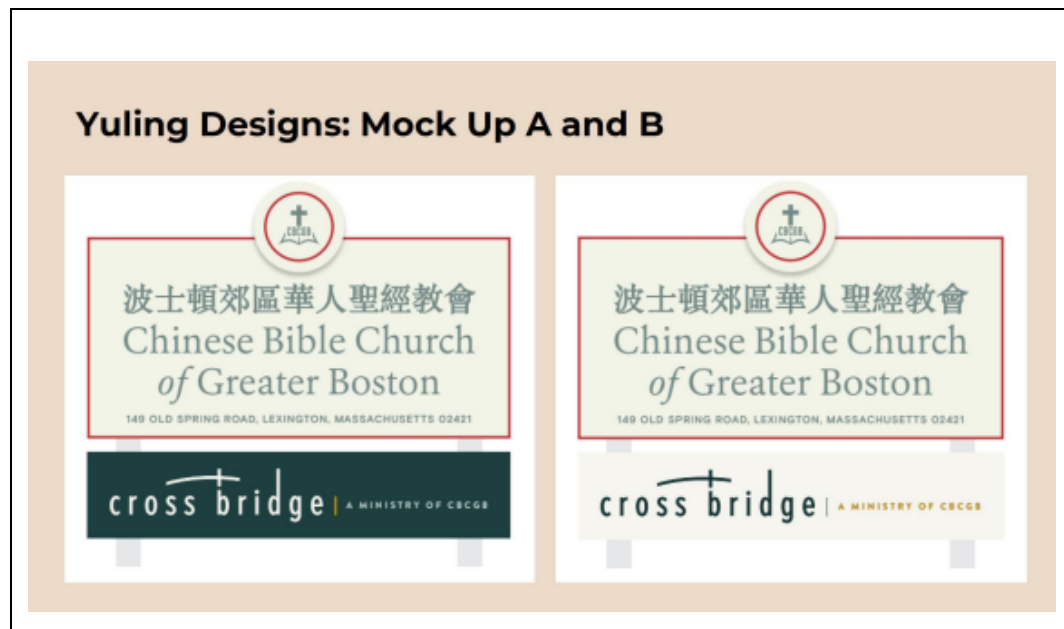 Yuling Designs: Mock Up A and B
CBCGB
波士頓郊區華人聖經教會
Chinese Bible Church
of Greater Boston
149 OLD SPRING ROAD, LEXINGTON, MASSACHUSETTS 02421
cross bridge | A MINISTRY OF CBCGB
CBCGB
波士頓郊區華人聖經教會
Chinese Bible Church
of Greater Boston
149 OLD SPRING ROAD, LEXINGTON, MASSACHUSETTS 02421
cross bridge | A MINISTRY OF CBCGB